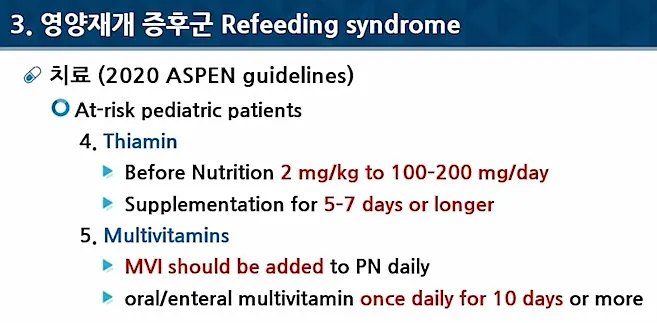 3. 영양재개 증후군 Refeeding syndrome
치료 (2020 ASPEN guidelines)
At-risk pediatric patients
4. Thiamin
Before Nutrition 2 mg/kg to 100-200 mg/day
Supplementation for 5-7 days or longer
5. Multivitamins
MVI should be added to PN daily
oral/enteral multivitamin once daily for 10 days or more